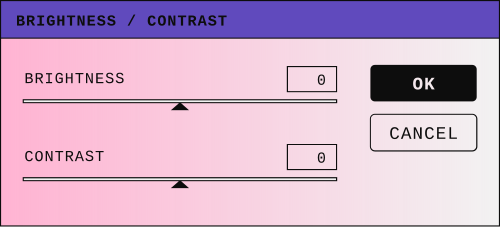 BRIGHTNESS / CONTRAST
BRIGHTNESS 0
OK
CANCEL
CONTRAST 0